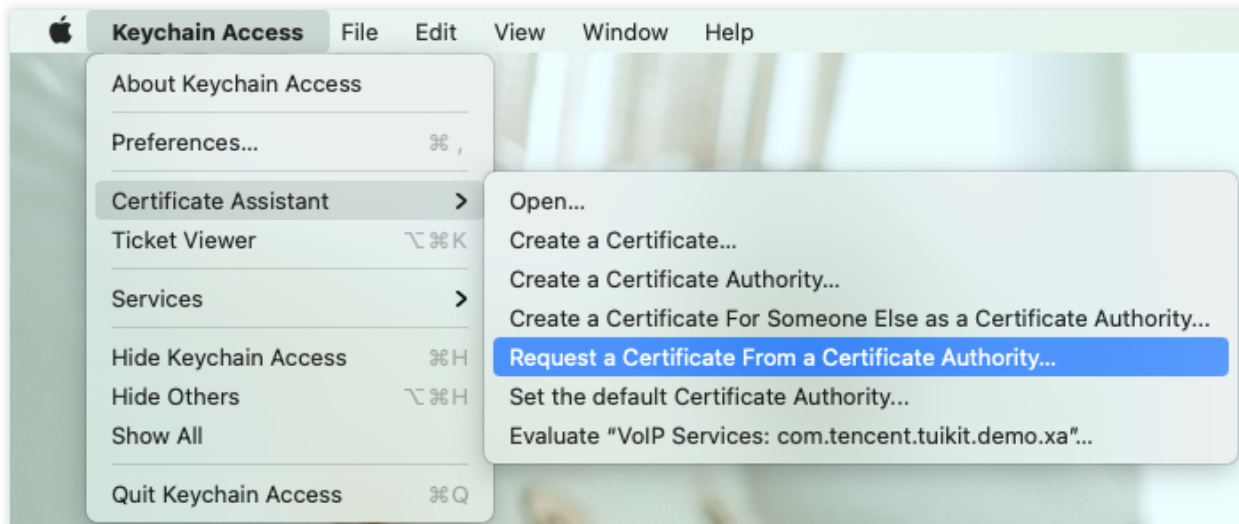 Keychain Access File Edit View Window Help
About Keychain Access
Preferences... ⌘ ,
Certificate Assistant >
Ticket Viewer ⌥⌘K
Services >
Hide Keychain Access ⌘H
Hide Others ⌥⌘H
Show All
Quit Keychain Access ⌘Q
Open...
Create a Certificate...
Create a Certificate Authority...
Create a Certificate For Someone Else as a Certificate Authority...
Request a Certificate From a Certificate Authority...
Set the default Certificate Authority...
Evaluate “VoIP Services: com.tencent.tuikit.demo.xa”...